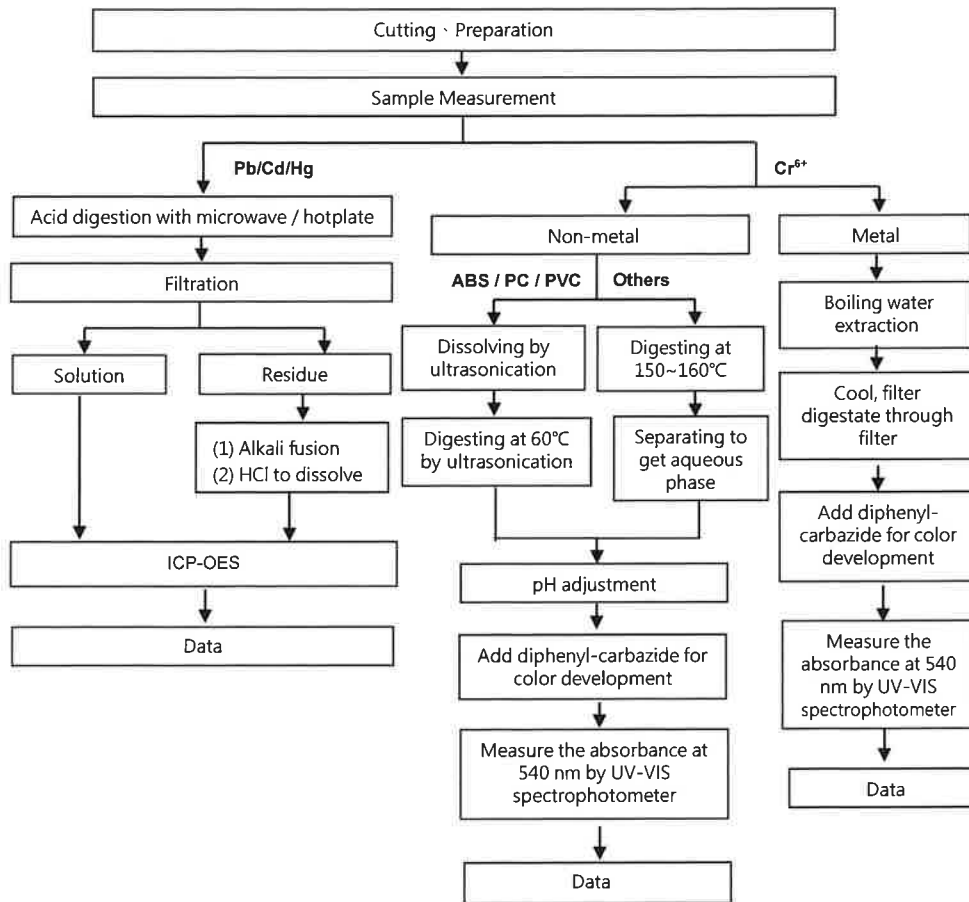 Cutting、Preparation
Sample Measurement
Pb/Cd/Hg
Cr⁶⁺
Acid digestion with microwave / hotplate
Non-metal
Metal
Filtration
ABS / PC / PVC
Others
Boiling water
extraction
Solution
Residue
Dissolving by
ultrasonication
Digesting at
150~160℃
Cool, filter
digestate through
filter
(1) Alkali fusion
(2) HCl to dissolve
Digesting at 60℃
by ultrasonication
Separating to
get aqueous
phase
Add diphenyl-
carbazide for color
development
ICP-OES
pH adjustment
Data
Add diphenyl-carbazide for
color development
Measure the
absorbance at 540
nm by UV-VIS
spectrophotometer
Measure the absorbance at
540 nm by UV-VIS
spectrophotometer
Data
Data